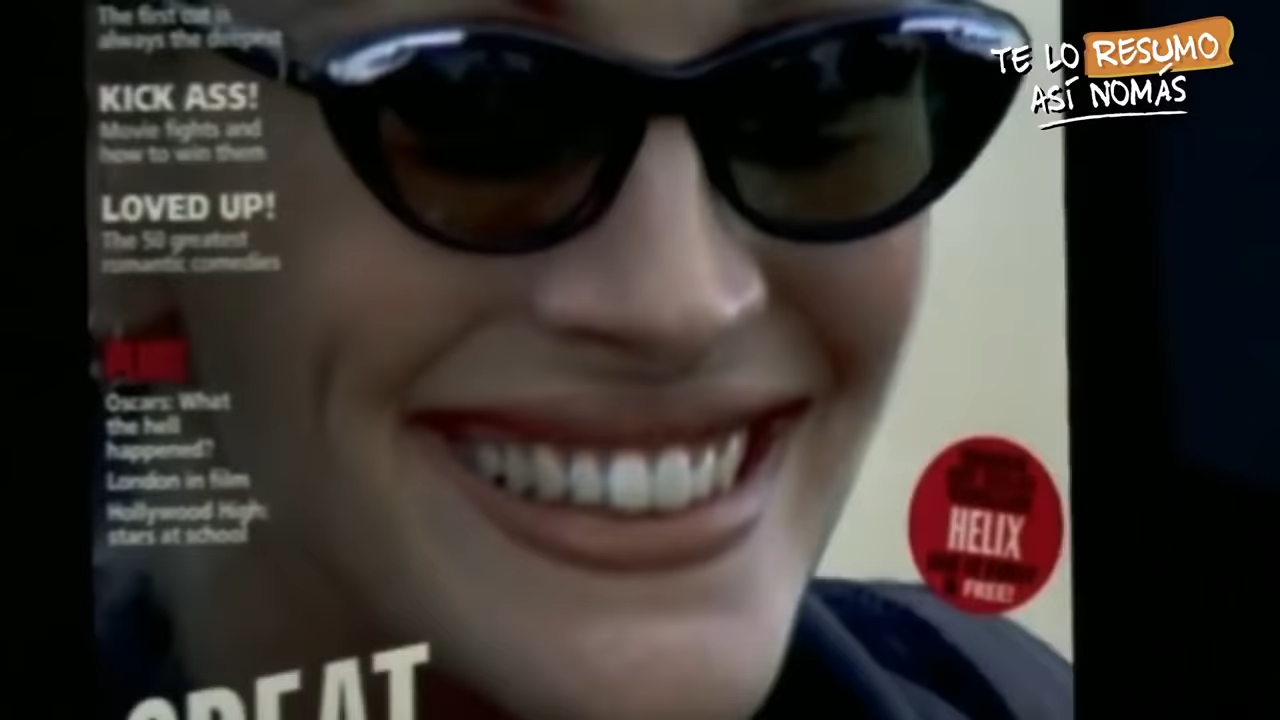 The first cut is
always the deepest
KICK ASS!
Movie fights and
how to win them
LOVED UP!
The 50 greatest
romantic comedies
Oscars: What
the hell
happened?
London in film
Hollywood High:
stars at school
GREAT
HELIX
FREE!
TE LO RESUMO
ASÍ NOMÁS